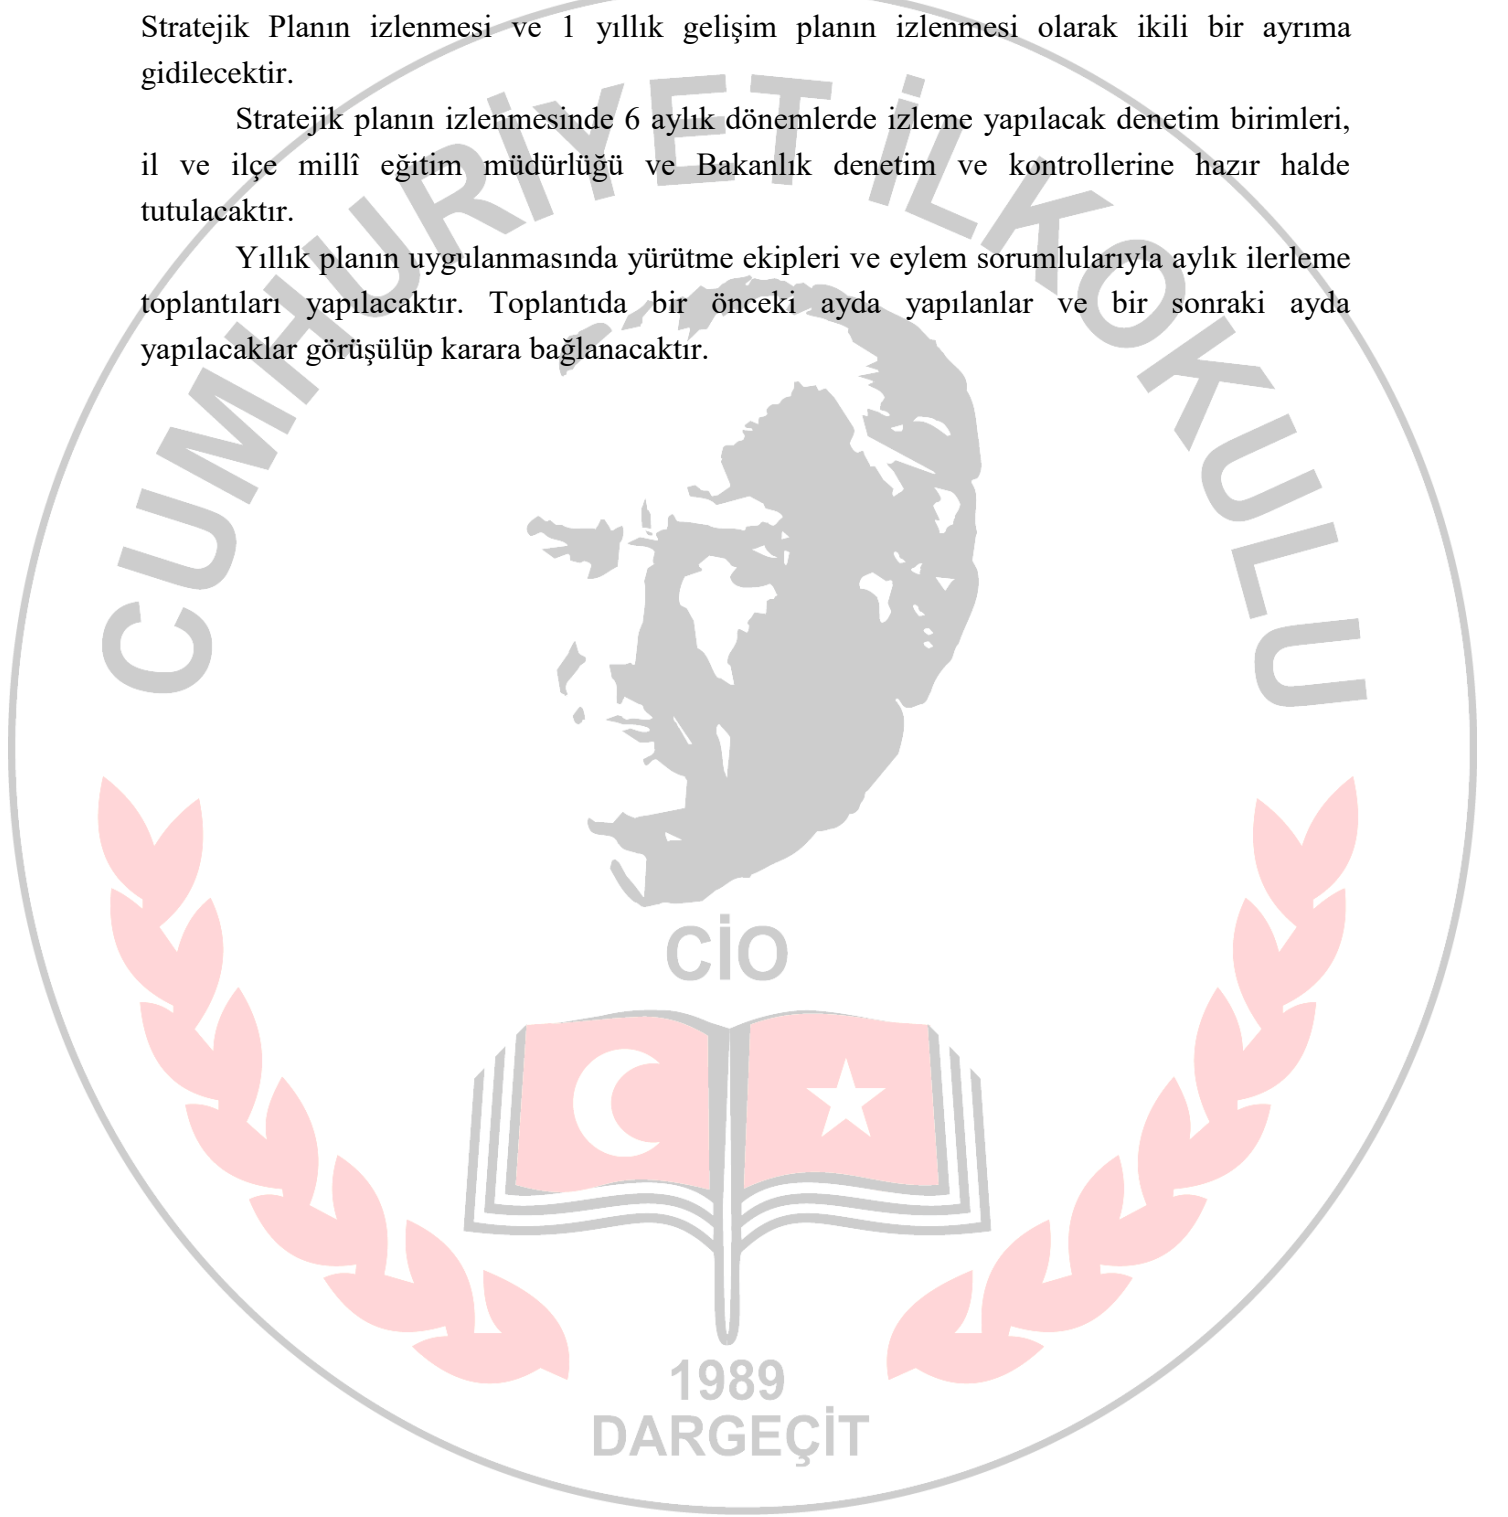 Stratejik Planın izlenmesi ve 1 yıllık gelişim planın izlenmesi olarak ikili bir ayrıma
gidilecektir.
Stratejik planın izlenmesinde 6 aylık dönemlerde izleme yapılacak denetim birimleri,
il ve ilçe millî eğitim müdürlüğü ve Bakanlık denetim ve kontrollerine hazır halde
tutulacaktır.
Yıllık planın uygulanmasında yürütme ekipleri ve eylem sorumlularıyla aylık ilerleme
toplantıları yapılacaktır. Toplantıda bir önceki ayda yapılanlar ve bir sonraki ayda
yapılacaklar görüşülüp karara bağlanacaktır.
CUMHURİYET İLKOKULU
CİO
1989
DARGEÇİT